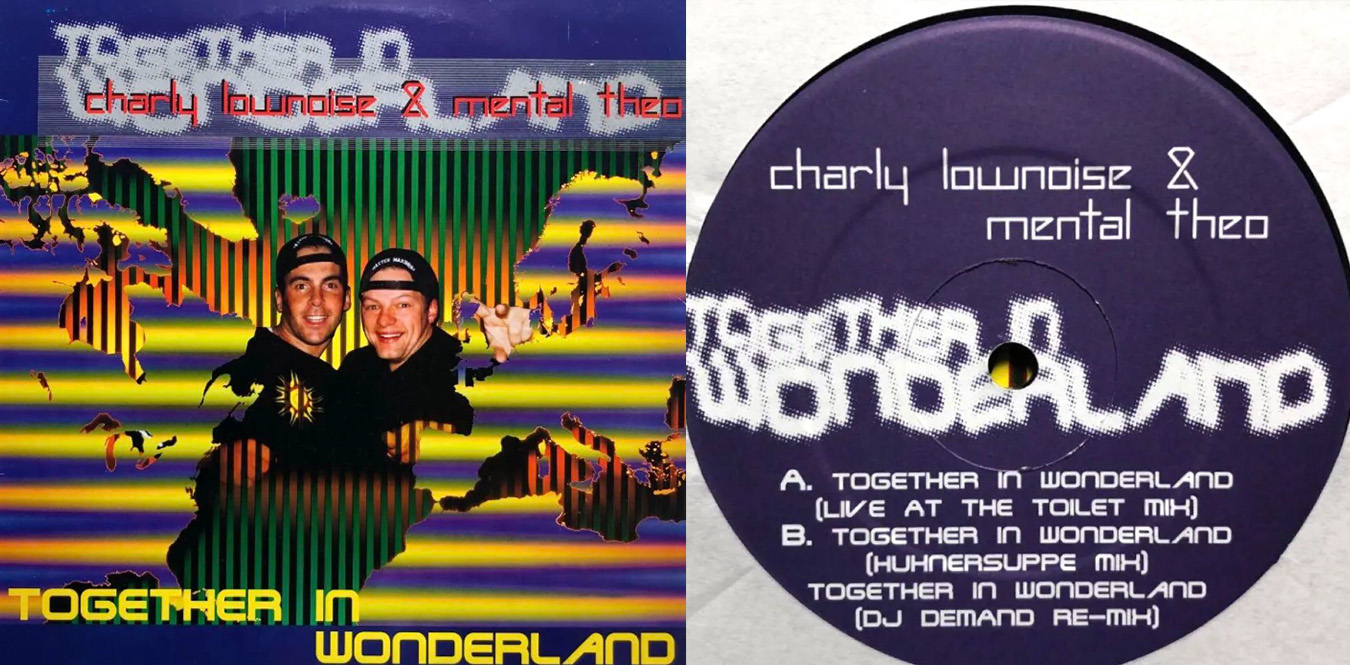 TOGETHER IN
WONDERLAND
charly lownoise & mental theo
TOGETHER IN
WONDERLAND
charly lownoise &
mental theo
TOGETHER IN
WONDERLAND
A. TOGETHER IN WONDERLAND
(LIVE AT THE TOILET MIX)
B. TOGETHER IN WONDERLAND
(HUHNERSUPPE MIX)
TOGETHER IN WONDERLAND
(DJ DEMAND RE-MIX)